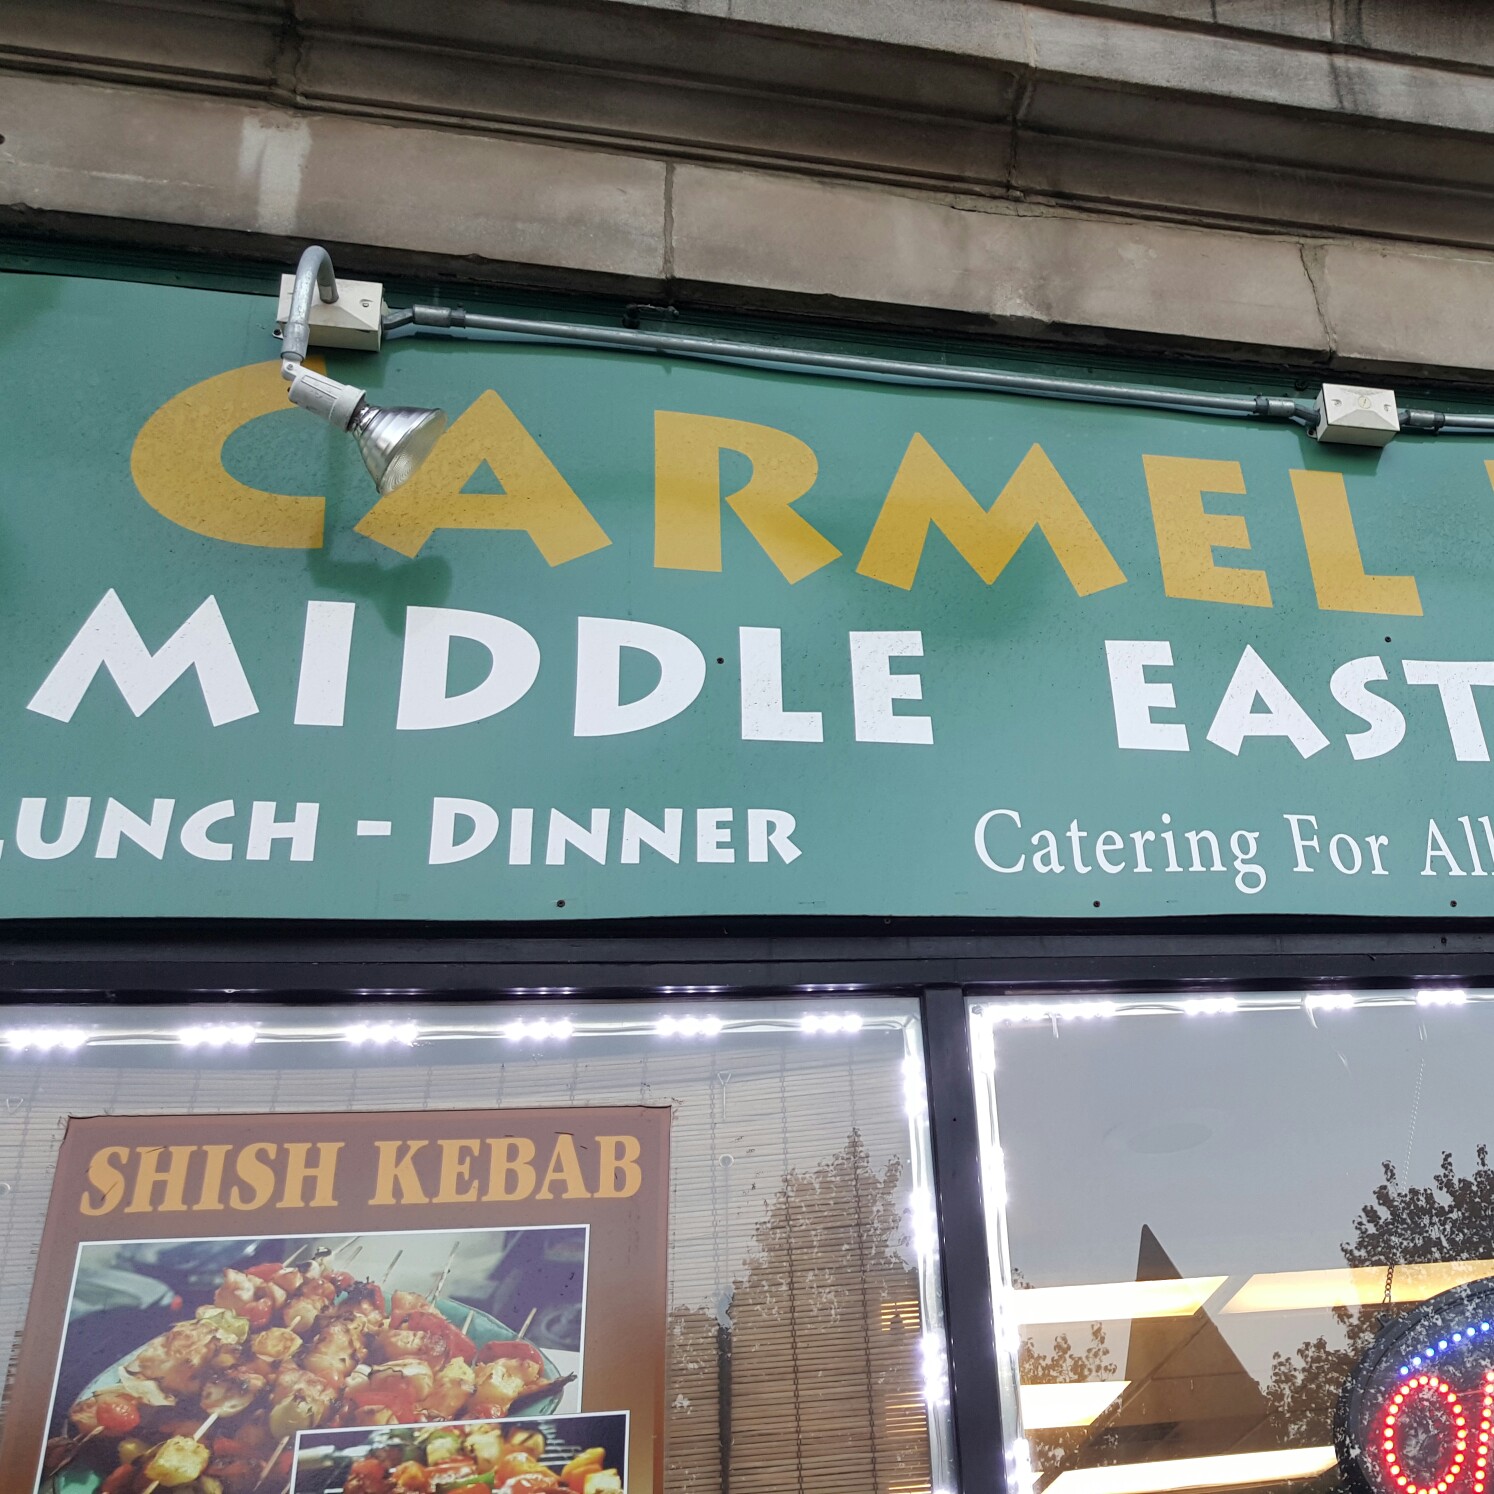 CARMEL
MIDDLE EAST
LUNCH - DINNER
Catering For All
SHISH KEBAB